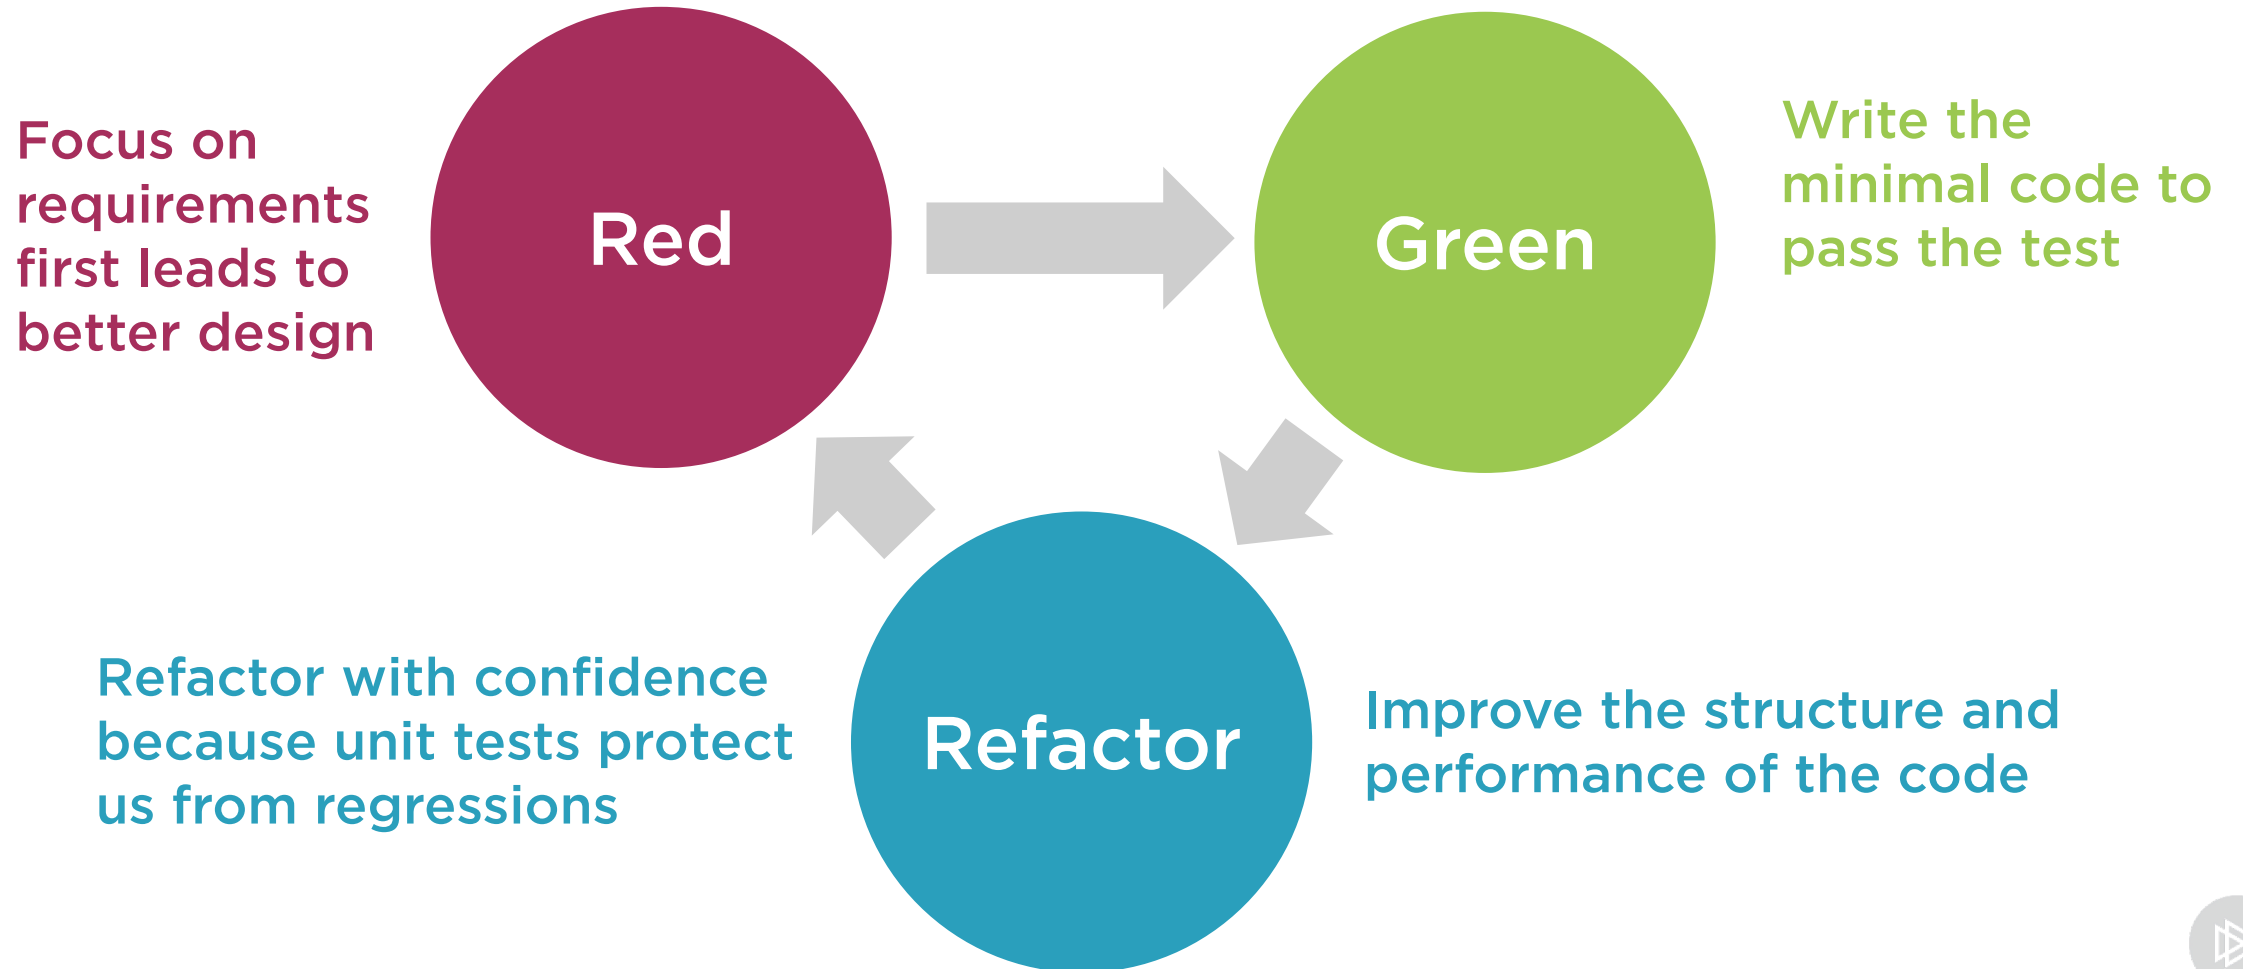 Focus on
requirements
first leads to
better design
Red
Green
Write the
minimal code to
pass the test
Refactor with confidence
because unit tests protect
us from regressions
Refactor
Improve the structure and
performance of the code